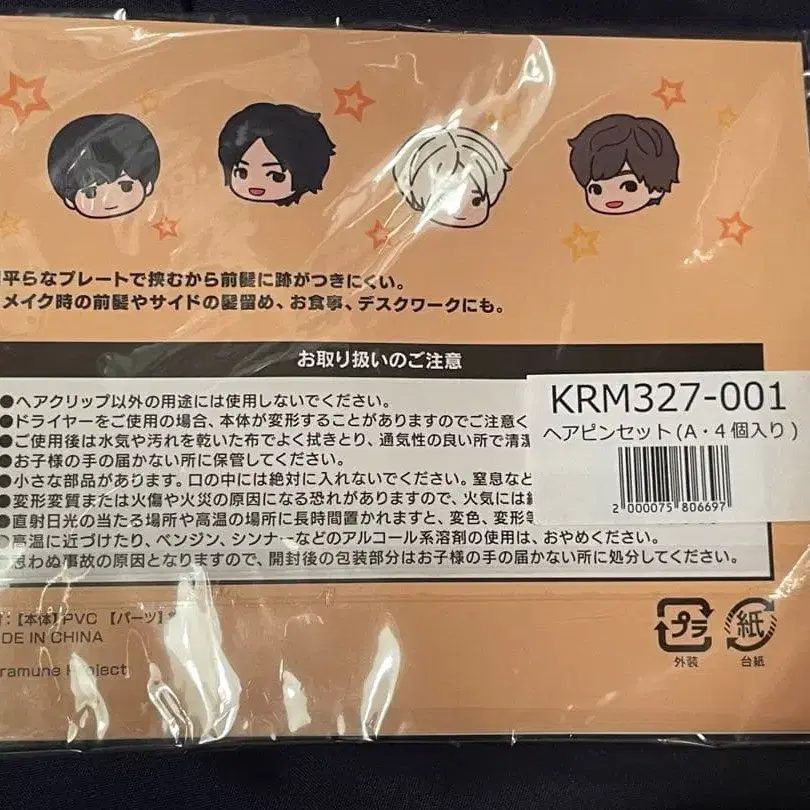 平らなプレートで挟むから前髪に跡がつきにくい。
メイク時の前髪やサイドの髪留め、お食事、デスクワークにも。
お取り扱いのご注意
●ヘアクリップ以外の用途には使用しないでください。
●ドライヤーをご使用の場合、本体が変形することがありますのでご注意く
●ご使用後は水気や汚れを乾いた布でよく拭きとり、通気性の良い所で清潔
●お子様の手の届かない所に保管してください。
●小さな部品があります。口の中には絶対に入れないでください。窒息など
●変形変質または火傷や火災の原因になる恐れがありますので、火気には
●直射日光の当たる場所や高温の場所に長時間置かれますと、変色、変形等
●高温に近づけたり、ベンジン、シンナーなどのアルコール系溶剤の使用は、おやめください。
●思わぬ事故の原因となりますので、開封後の包装部分はお子様の手の届かない所に処分してください。
KRM327-001
ヘアピンセット(A・4個入り)
2 000075 806697
:【本体】PVC 【パーツ】
DE IN CHINA
ramune Project
プラ 紙
外装 台紙